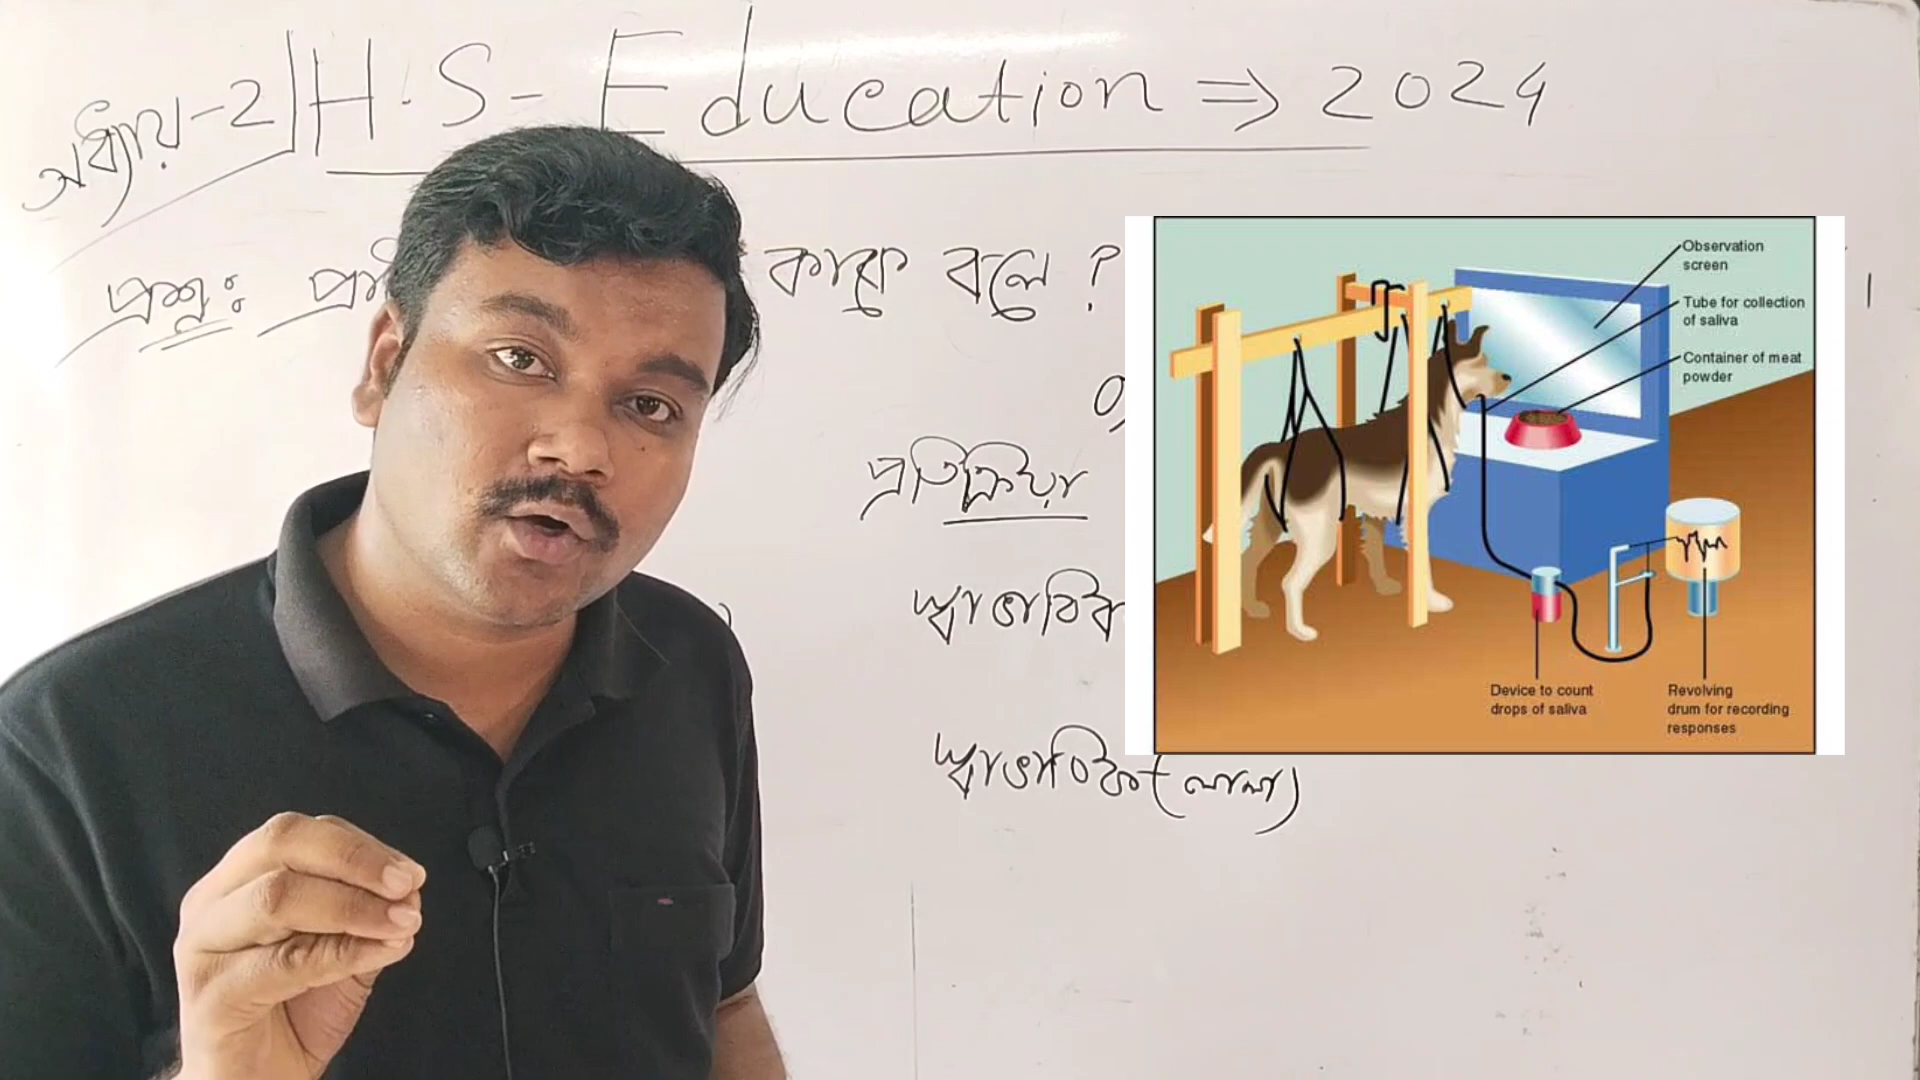 অধ্যায়-2
H.S - Education ⇒ 2024
প্রশ্ন: কাকে বলে ?
প্রতিক্রিয়া
স্বাভাবিক
স্বাভাবিক (লালা)
Observation
screen
Tube for collection
of saliva
Container of meat
powder
Device to count
drops of saliva
Revolving
drum for recording
responses